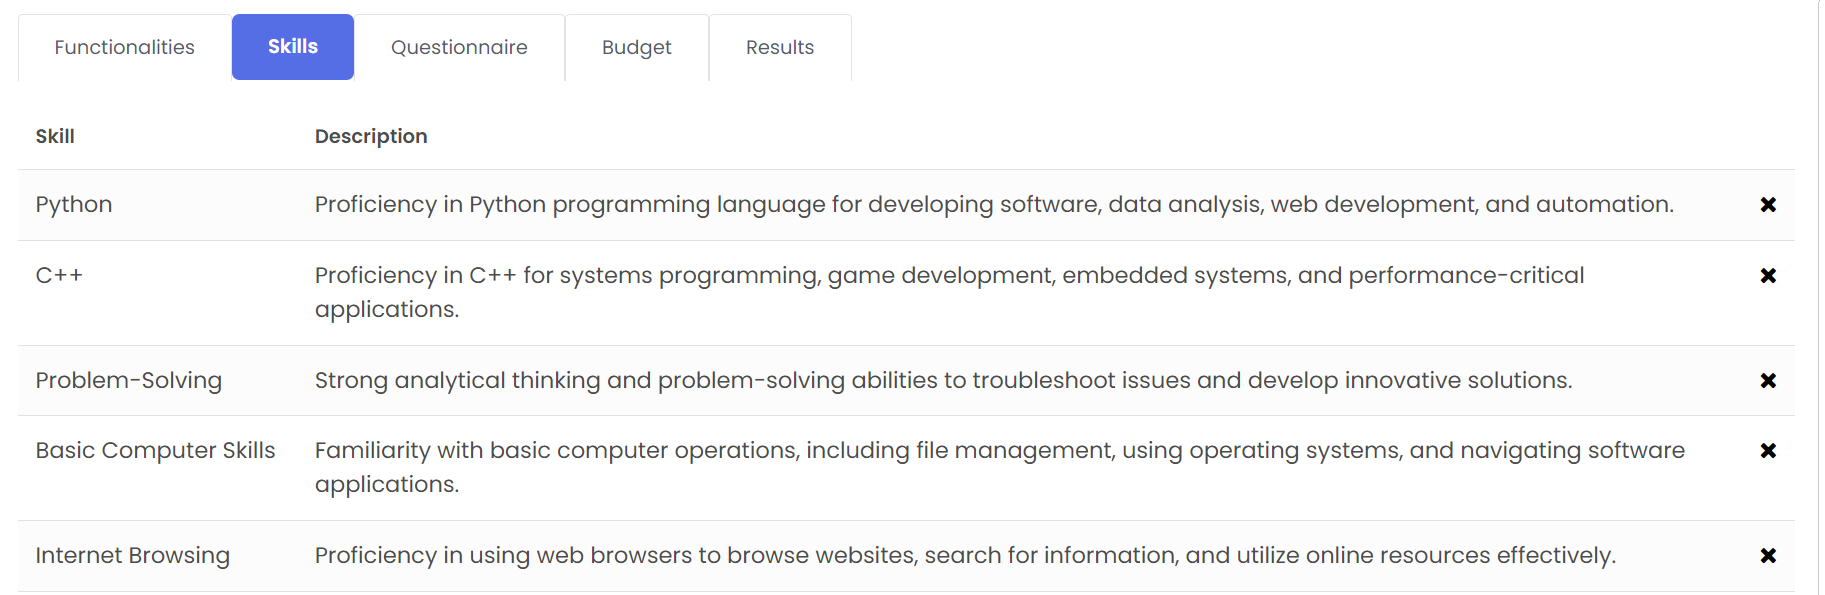 Functionalities Skills Questionnaire Budget Results
Skill Description
Python Proficiency in Python programming language for developing software, data analysis, web development, and automation.
C++ Proficiency in C++ for systems programming, game development, embedded systems, and performance-critical
applications.
Problem-Solving Strong analytical thinking and problem-solving abilities to troubleshoot issues and develop innovative solutions.
Basic Computer Skills Familiarity with basic computer operations, including file management, using operating systems, and navigating software
applications.
Internet Browsing Proficiency in using web browsers to browse websites, search for information, and utilize online resources effectively.